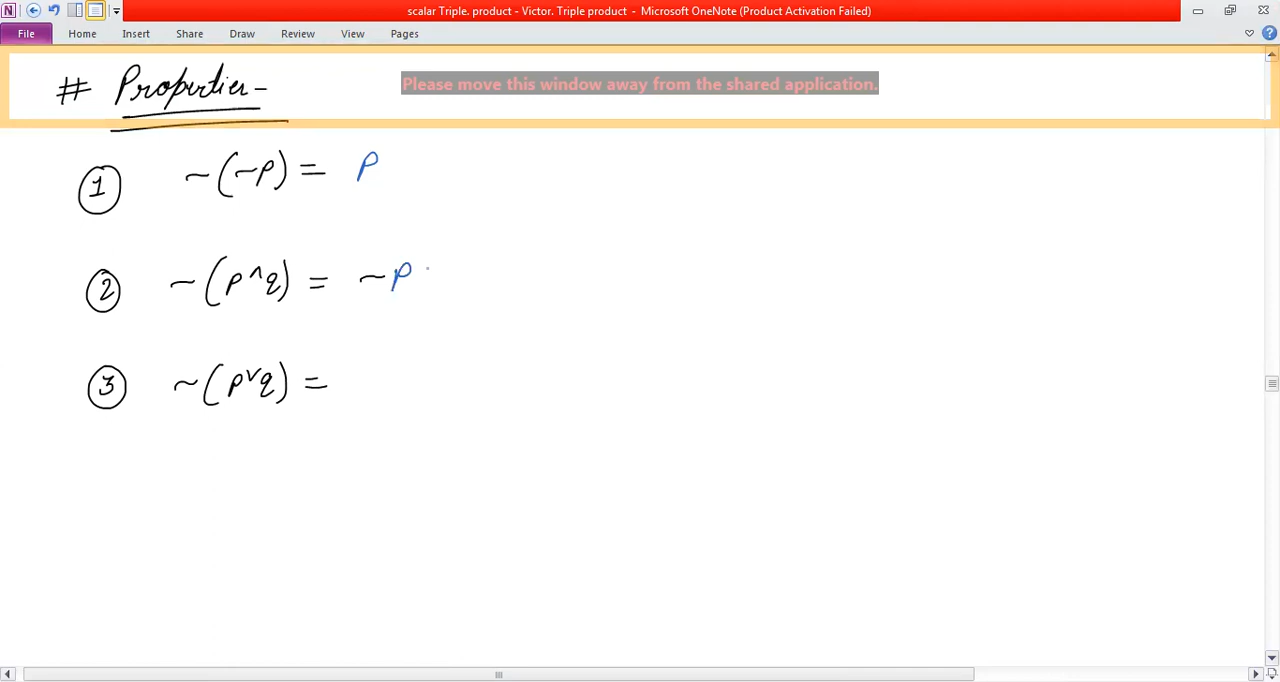 scalar Triple. product - Victor. Triple product - Microsoft OneNote (Product Activation Failed)
File Home Insert Share Draw Review View Pages
# Properties-
Please move this window away from the shared application.
① ~(~p) = p
② ~(p^q) = ~p
③ ~(p˅q) =